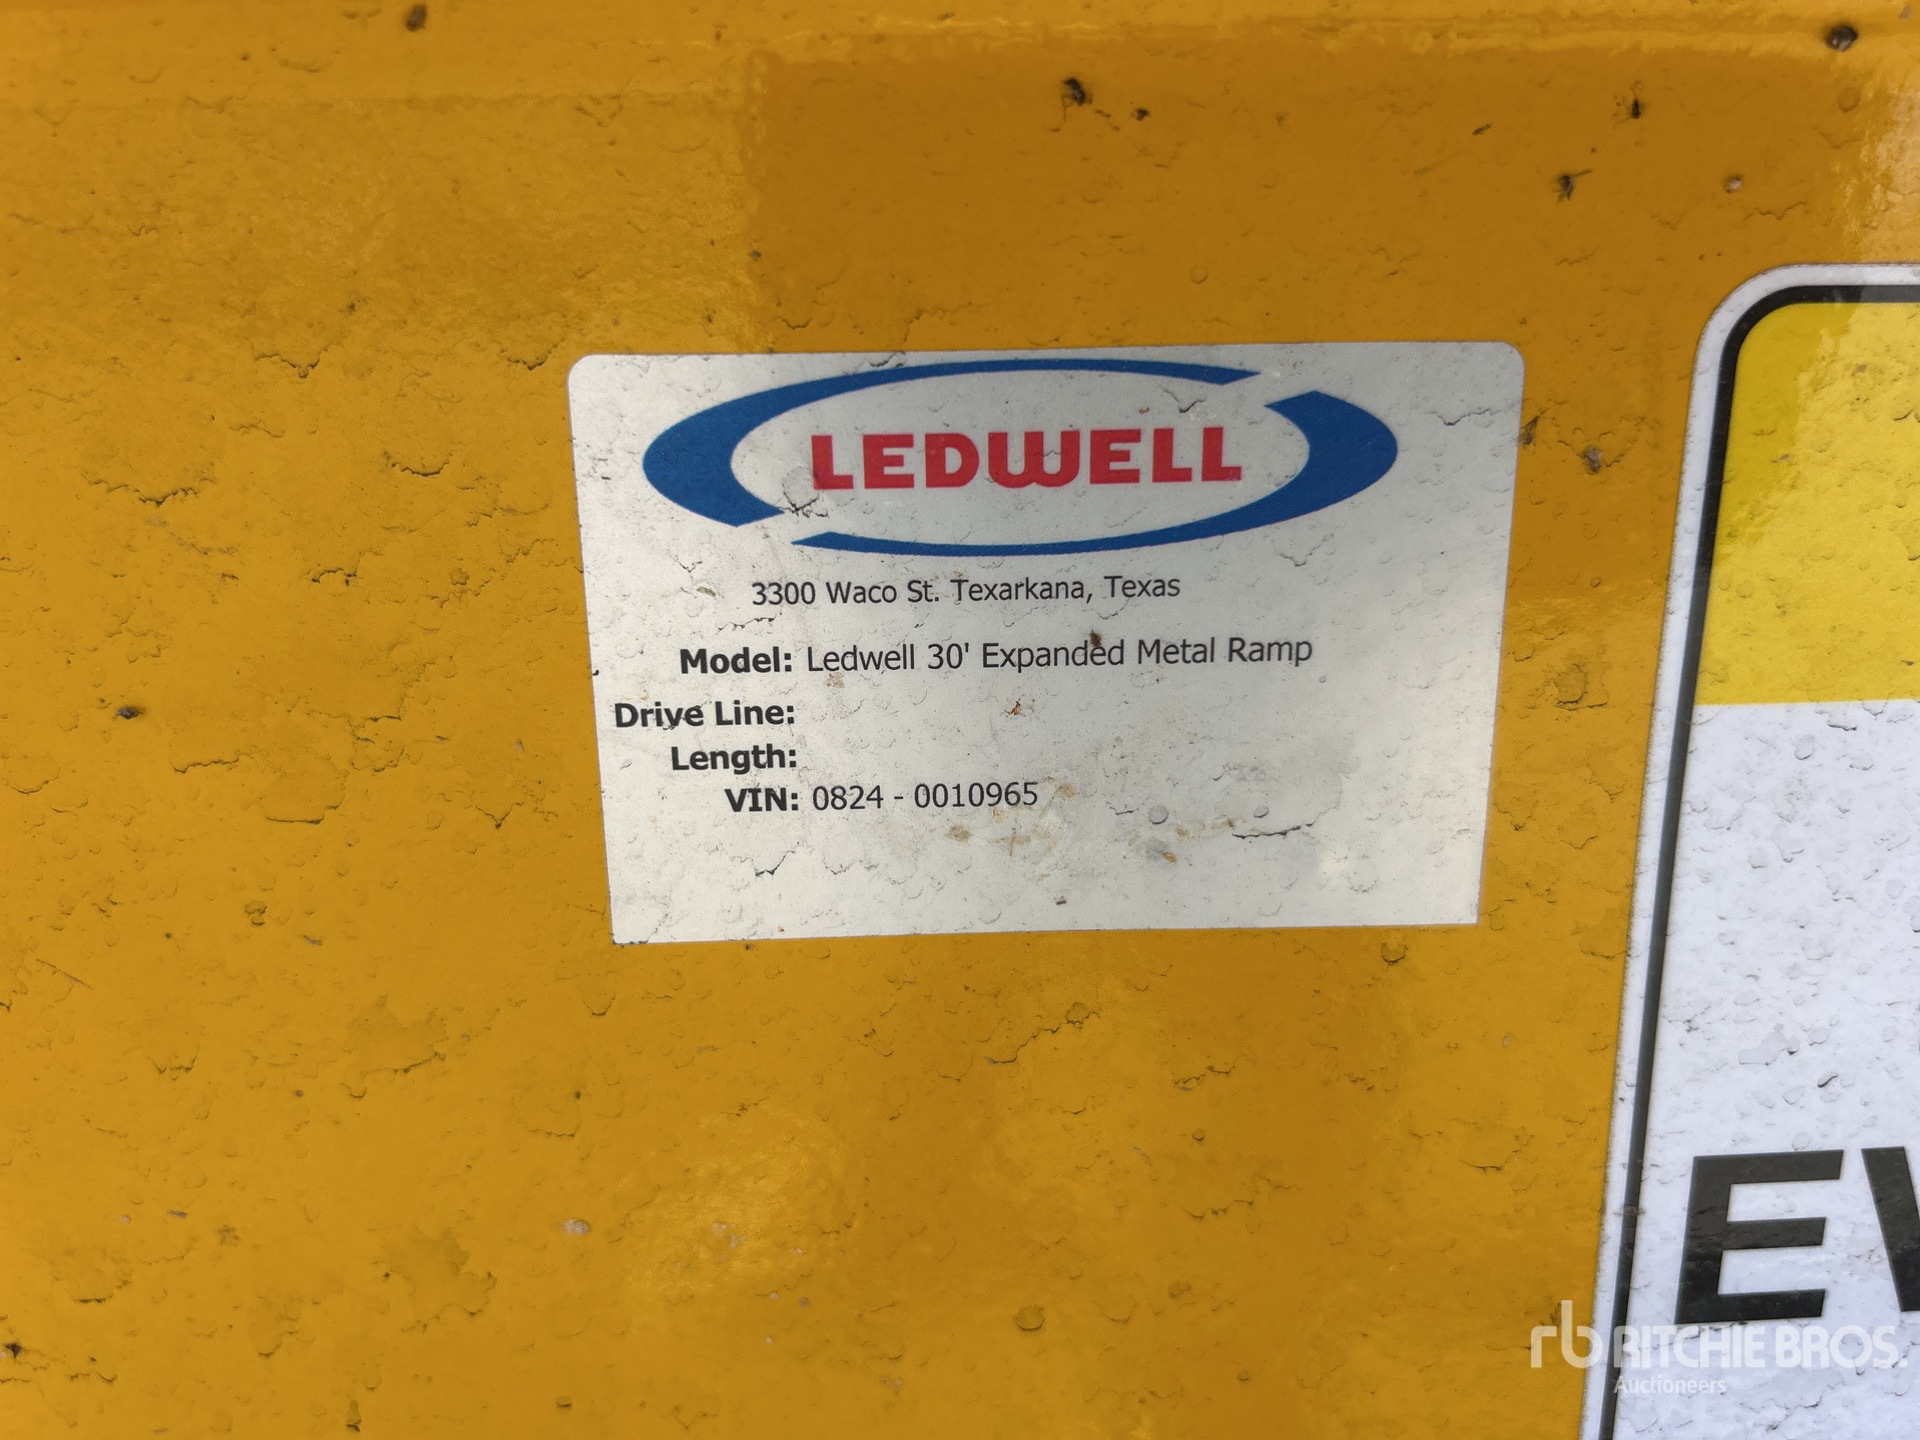 LEDWELL
3300 Waco St. Texarkana, Texas
Model: Ledwell 30' Expanded Metal Ramp
Drive Line:
Length:
VIN: 0824 - 0010965
EV
rb RITCHIE BROS.
Auctioneers